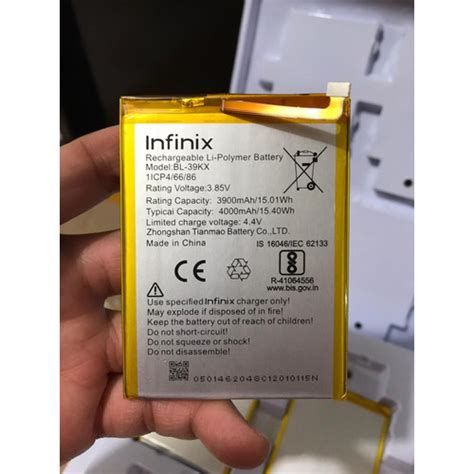 Infinix
Rechargeable Li-Polymer Battery
Model:BL-39KX
1ICP4/66/86
Rating Voltage:3.85V
Rating Capacity: 3900mAh/15.01Wh
Typical Capacity: 4000mAh/15.40Wh
Limited charge voltage: 4.4V
Zhongshan Tianmao Battery Co.,LTD.
Made in China
IS 16046/IEC 62133
CE
R-41064556
www.bis.gov.in
Use specified Infinix charger only!
May explode if disposed of in fire!
Keep the battery out of reach of children!
Do not short-circuit!
Do not squeeze or shock!
Do not disassemble!
0501462048C12010115N